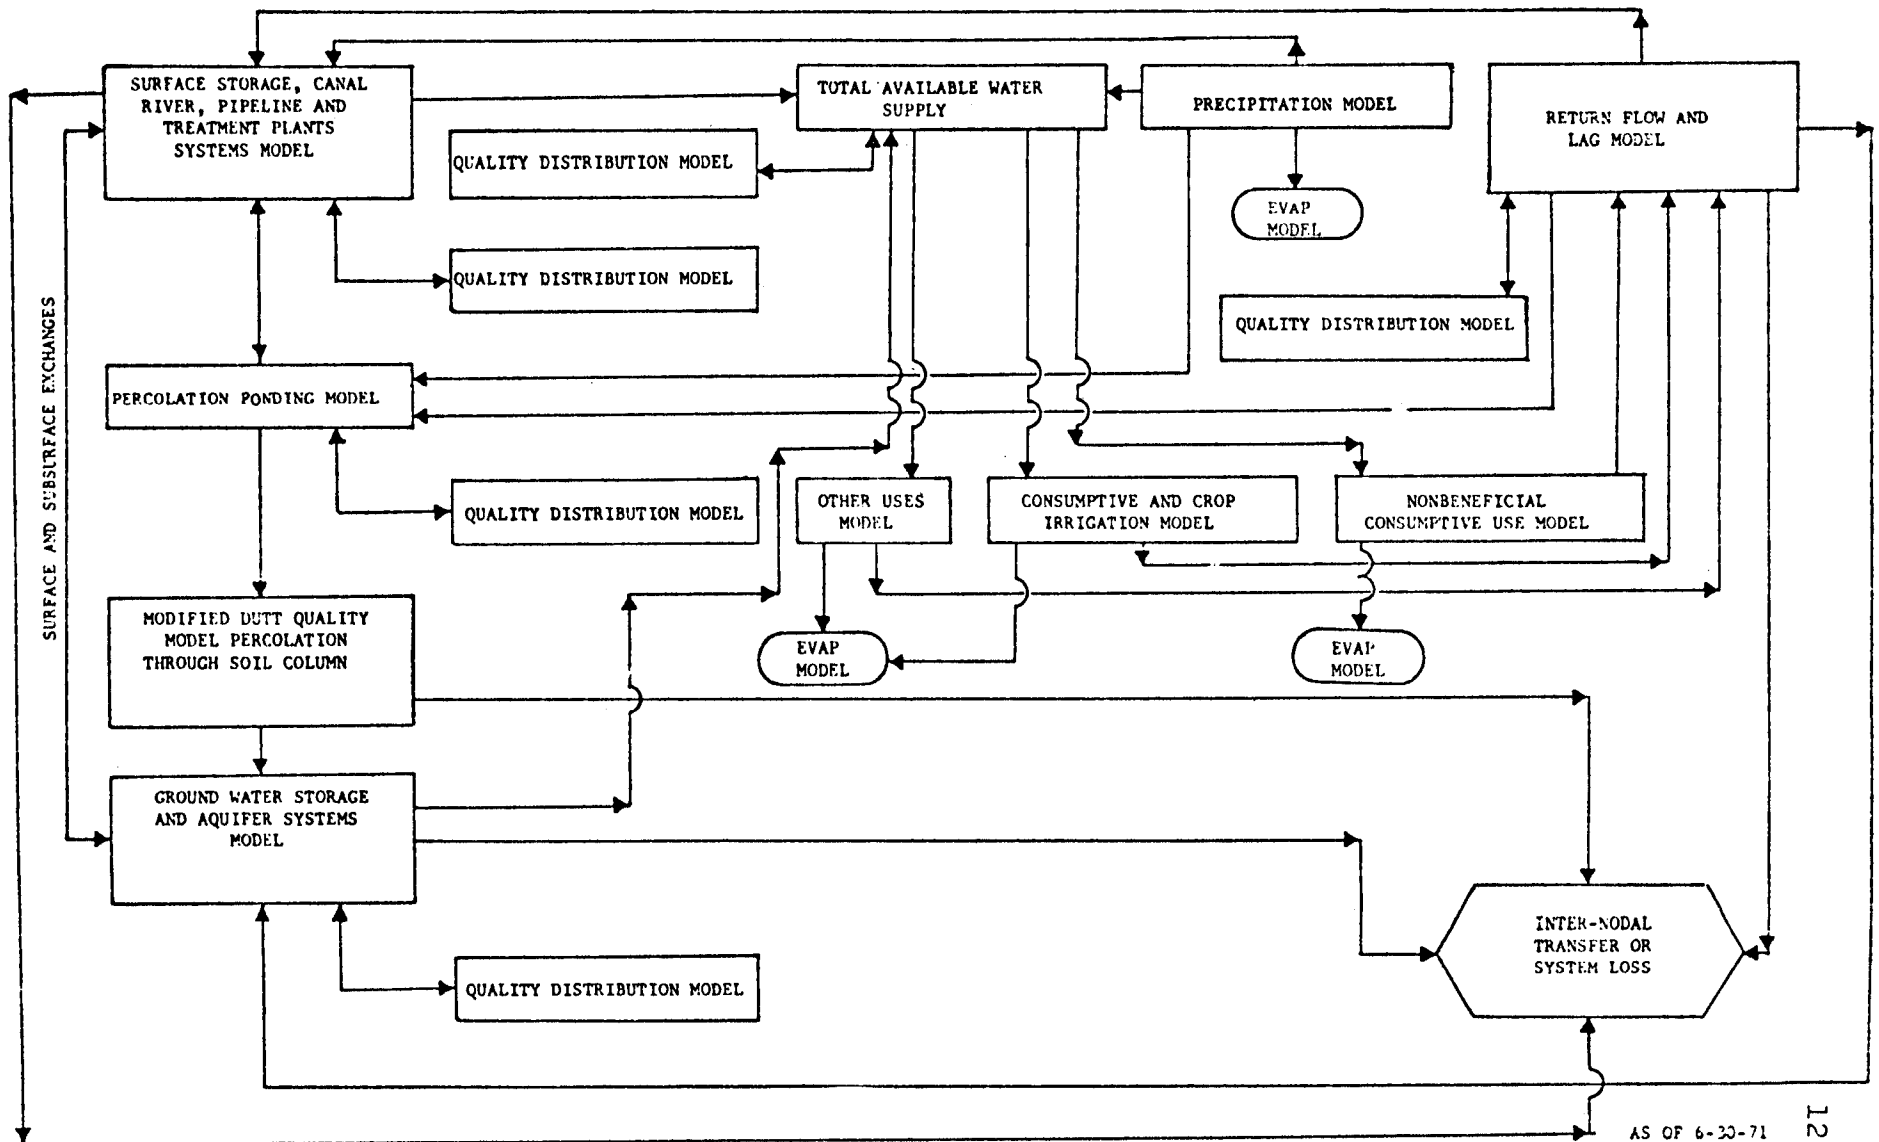 SURFACE STORAGE, CANAL
RIVER, PIPELINE AND
TREATMENT PLANTS
SYSTEMS MODEL
TOTAL AVAILABLE WATER
SUPPLY
PRECIPITATION MODEL
RETURN FLOW AND
LAG MODEL
QUALITY DISTRIBUTION MODEL
EVAP
MODEL
QUALITY DISTRIBUTION MODEL
QUALITY DISTRIBUTION MODEL
SURFACE AND SUBSURFACE EXCHANGES
PERCOLATION PONDING MODEL
QUALITY DISTRIBUTION MODEL
OTHER USES
MODEL
CONSUMPTIVE AND CROP
IRRIGATION MODEL
NONBENEFICIAL
CONSUMPTIVE USE MODEL
MODIFIED DUTT QUALITY
MODEL PERCOLATION
THROUGH SOIL COLUMN
EVAP
MODEL
EVAP
MODEL
GROUND WATER STORAGE
AND AQUIFER SYSTEMS
MODEL
INTER-NODAL
TRANSFER OR
SYSTEM LOSS
QUALITY DISTRIBUTION MODEL
AS OF 6-30-71
12